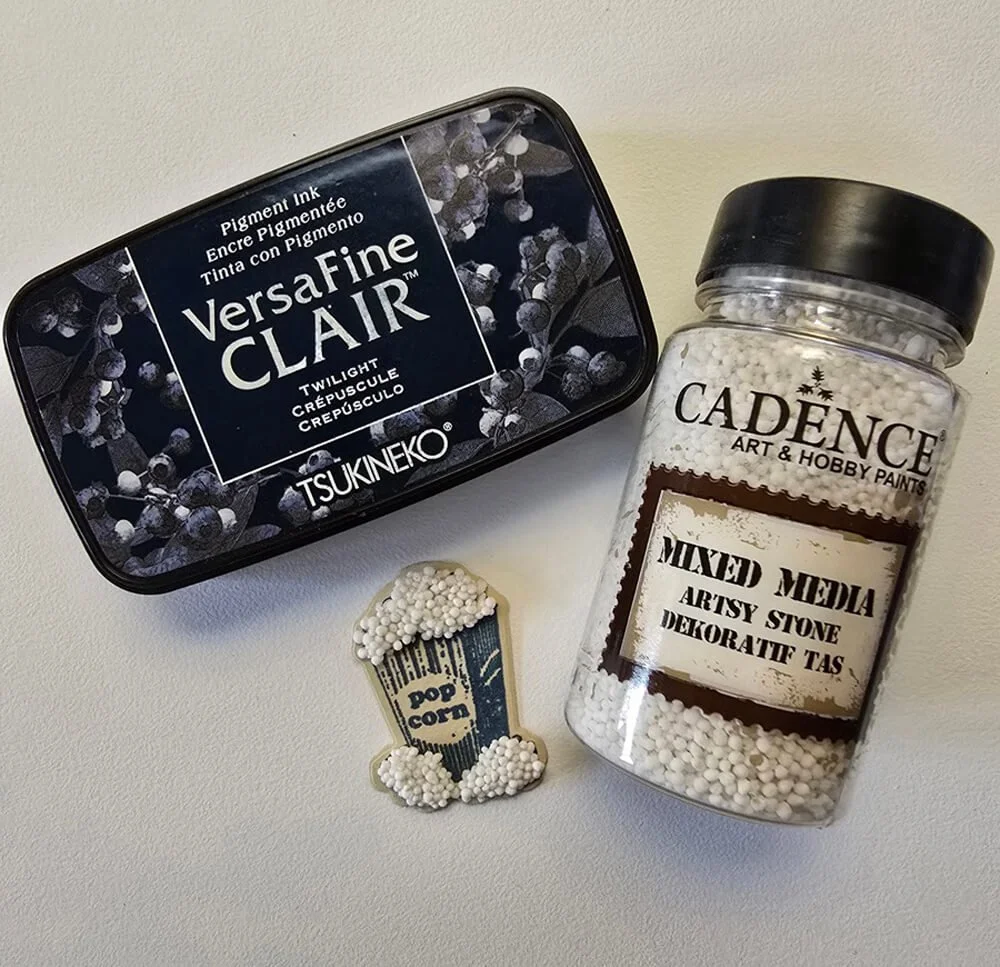 Pigment Ink
Encre Pigmentée
Tinta con Pigmento
VersaFine
CLAIR™
TWILIGHT
CRÉPUSCULE
CREPÚSCULO
TSUKINEKO®
CADENCE®
ART & HOBBY PAINTS
MIXED MEDIA
ARTSY STONE
DEKORATIF TAS
pop
corn